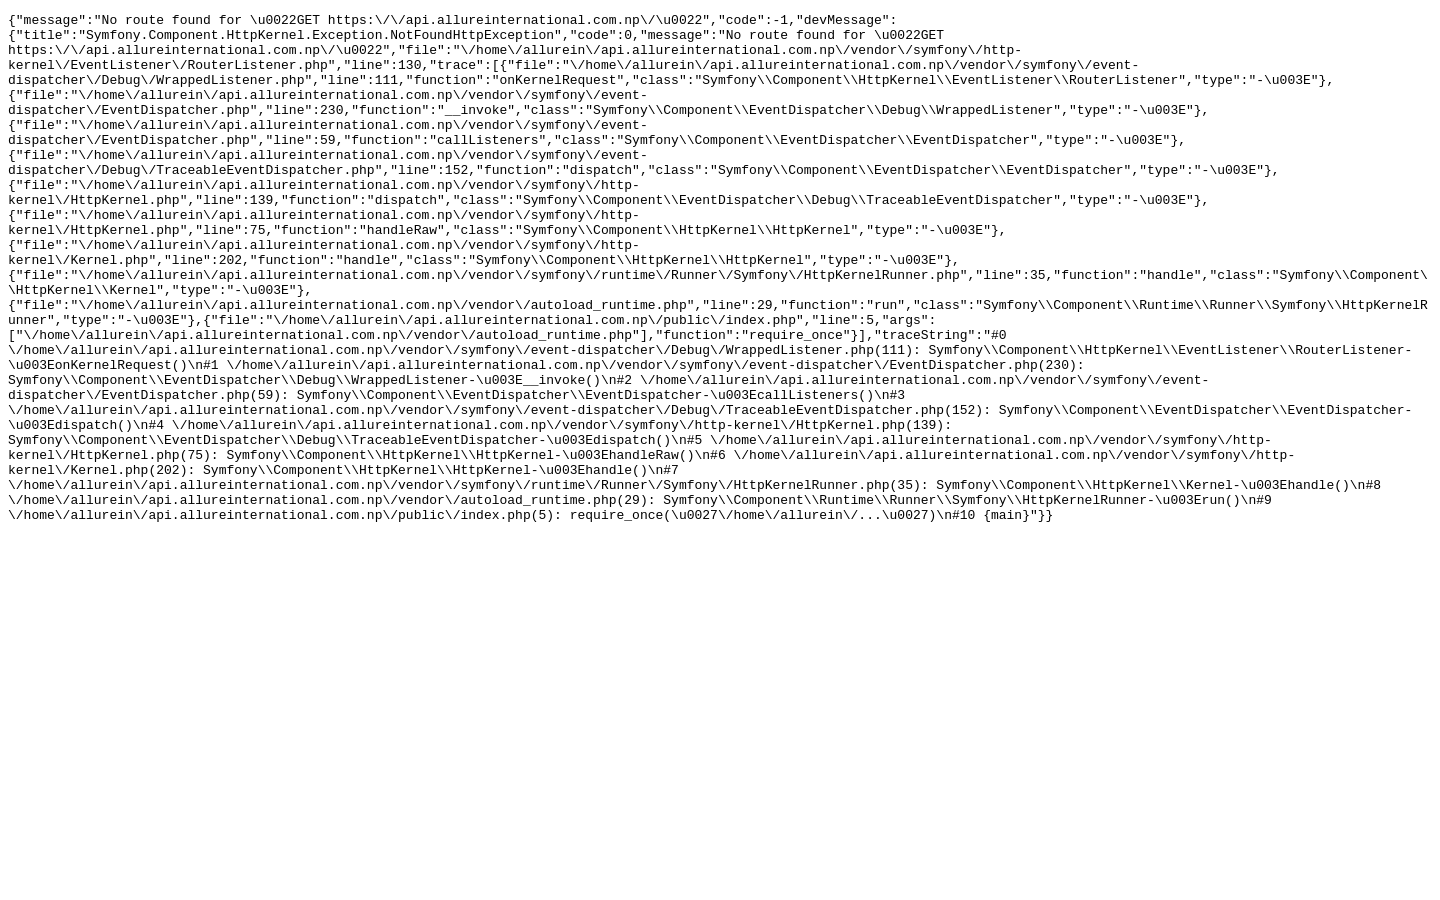 {"message":"No route found for \u0022GET https:\/\/api.allureinternational.com.np\/\u0022","code":-1,"devMessage":
{"title":"Symfony.Component.HttpKernel.Exception.NotFoundHttpException","code":0,"message":"No route found for \u0022GET
https:\/\/api.allureinternational.com.np\/\u0022","file":"\/home\/allurein\/api.allureinternational.com.np\/vendor\/symfony\/http-
kernel\/EventListener\/RouterListener.php","line":130,"trace":[{"file":"\/home\/allurein\/api.allureinternational.com.np\/vendor\/symfony\/event-
dispatcher\/Debug\/WrappedListener.php","line":111,"function":"onKernelRequest","class":"Symfony\\Component\\HttpKernel\\EventListener\\RouterListener","type":"-\u003E"},
{"file":"\/home\/allurein\/api.allureinternational.com.np\/vendor\/symfony\/event-
dispatcher\/EventDispatcher.php","line":230,"function":"__invoke","class":"Symfony\\Component\\EventDispatcher\\Debug\\WrappedListener","type":"-\u003E"},
{"file":"\/home\/allurein\/api.allureinternational.com.np\/vendor\/symfony\/event-
dispatcher\/EventDispatcher.php","line":59,"function":"callListeners","class":"Symfony\\Component\\EventDispatcher\\EventDispatcher","type":"-\u003E"},
{"file":"\/home\/allurein\/api.allureinternational.com.np\/vendor\/symfony\/event-
dispatcher\/Debug\/TraceableEventDispatcher.php","line":152,"function":"dispatch","class":"Symfony\\Component\\EventDispatcher\\EventDispatcher","type":"-\u003E"},
{"file":"\/home\/allurein\/api.allureinternational.com.np\/vendor\/symfony\/http-
kernel\/HttpKernel.php","line":139,"function":"dispatch","class":"Symfony\\Component\\EventDispatcher\\Debug\\TraceableEventDispatcher","type":"-\u003E"},
{"file":"\/home\/allurein\/api.allureinternational.com.np\/vendor\/symfony\/http-
kernel\/HttpKernel.php","line":75,"function":"handleRaw","class":"Symfony\\Component\\HttpKernel\\HttpKernel","type":"-\u003E"},
{"file":"\/home\/allurein\/api.allureinternational.com.np\/vendor\/symfony\/http-
kernel\/Kernel.php","line":202,"function":"handle","class":"Symfony\\Component\\HttpKernel\\HttpKernel","type":"-\u003E"},
{"file":"\/home\/allurein\/api.allureinternational.com.np\/vendor\/symfony\/runtime\/Runner\/Symfony\/HttpKernelRunner.php","line":35,"function":"handle","class":"Symfony\\Component\
\HttpKernel\\Kernel","type":"-\u003E"},
{"file":"\/home\/allurein\/api.allureinternational.com.np\/vendor\/autoload_runtime.php","line":29,"function":"run","class":"Symfony\\Component\\Runtime\\Runner\\Symfony\\HttpKernelR
unner","type":"-\u003E"},{"file":"\/home\/allurein\/api.allureinternational.com.np\/public\/index.php","line":5,"args":
["\/home\/allurein\/api.allureinternational.com.np\/vendor\/autoload_runtime.php"],"function":"require_once"}],"traceString":"#0
\/home\/allurein\/api.allureinternational.com.np\/vendor\/symfony\/event-dispatcher\/Debug\/WrappedListener.php(111): Symfony\\Component\\HttpKernel\\EventListener\\RouterListener-
\u003EonKernelRequest()\n#1 \/home\/allurein\/api.allureinternational.com.np\/vendor\/symfony\/event-dispatcher\/EventDispatcher.php(230):
Symfony\\Component\\EventDispatcher\\Debug\\WrappedListener-\u003E__invoke()\n#2 \/home\/allurein\/api.allureinternational.com.np\/vendor\/symfony\/event-
dispatcher\/EventDispatcher.php(59): Symfony\\Component\\EventDispatcher\\EventDispatcher-\u003EcallListeners()\n#3
\/home\/allurein\/api.allureinternational.com.np\/vendor\/symfony\/event-dispatcher\/Debug\/TraceableEventDispatcher.php(152): Symfony\\Component\\EventDispatcher\\EventDispatcher-
\u003Edispatch()\n#4 \/home\/allurein\/api.allureinternational.com.np\/vendor\/symfony\/http-kernel\/HttpKernel.php(139):
Symfony\\Component\\EventDispatcher\\Debug\\TraceableEventDispatcher-\u003Edispatch()\n#5 \/home\/allurein\/api.allureinternational.com.np\/vendor\/symfony\/http-
kernel\/HttpKernel.php(75): Symfony\\Component\\HttpKernel\\HttpKernel-\u003EhandleRaw()\n#6 \/home\/allurein\/api.allureinternational.com.np\/vendor\/symfony\/http-
kernel\/Kernel.php(202): Symfony\\Component\\HttpKernel\\HttpKernel-\u003Ehandle()\n#7
\/home\/allurein\/api.allureinternational.com.np\/vendor\/symfony\/runtime\/Runner\/Symfony\/HttpKernelRunner.php(35): Symfony\\Component\\HttpKernel\\Kernel-\u003Ehandle()\n#8
\/home\/allurein\/api.allureinternational.com.np\/vendor\/autoload_runtime.php(29): Symfony\\Component\\Runtime\\Runner\\Symfony\\HttpKernelRunner-\u003Erun()\n#9
\/home\/allurein\/api.allureinternational.com.np\/public\/index.php(5): require_once(\u0027\/home\/allurein\/...\u0027)\n#10 {main}"}}